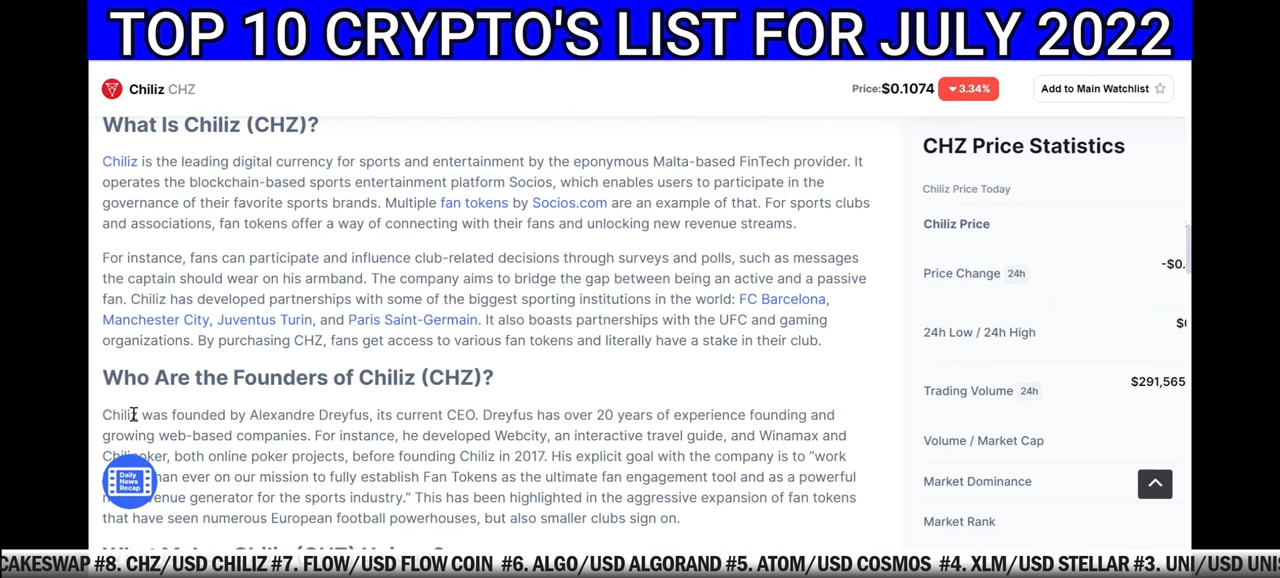 TOP 10 CRYPTO'S LIST FOR JULY 2022
Chiliz CHZ
Price:$0.1074 3.34%
Add to Main Watchlist
What Is Chiliz (CHZ)?
Chiliz is the leading digital currency for sports and entertainment by the eponymous Malta-based FinTech provider. It
operates the blockchain-based sports entertainment platform Socios, which enables users to participate in the
governance of their favorite sports brands. Multiple fan tokens by Socios.com are an example of that. For sports clubs
and associations, fan tokens offer a way of connecting with their fans and unlocking new revenue streams.
For instance, fans can participate and influence club-related decisions through surveys and polls, such as messages
the captain should wear on his armband. The company aims to bridge the gap between being an active and a passive
fan. Chiliz has developed partnerships with some of the biggest sporting institutions in the world: FC Barcelona,
Manchester City, Juventus Turin, and Paris Saint-Germain. It also boasts partnerships with the UFC and gaming
organizations. By purchasing CHZ, fans get access to various fan tokens and literally have a stake in their club.
Who Are the Founders of Chiliz (CHZ)?
Chiliz was founded by Alexandre Dreyfus, its current CEO. Dreyfus has over 20 years of experience founding and
growing web-based companies. For instance, he developed Webcity, an interactive travel guide, and Winamax and
both online poker projects, before founding Chiliz in 2017. His explicit goal with the company is to “work
than ever on our mission to fully establish Fan Tokens as the ultimate fan engagement tool and as a powerful
generator for the sports industry.” This has been highlighted in the aggressive expansion of fan tokens
that have seen numerous European football powerhouses, but also smaller clubs sign on.
Daily
News
Recap
CHZ Price Statistics
Chiliz Price Today
Chiliz Price
Price Change 24h
-$0.
24h Low / 24h High
Trading Volume 24h
$291,565
Volume / Market Cap
Market Dominance
Market Rank
CAKESWAP #8. CHZ/USD CHILIZ #7. FLOW/USD FLOW COIN #6. ALGO/USD ALGORAND #5. ATOM/USD COSMOS #4. XLM/USD STELLAR #3. UNI/USD UNI